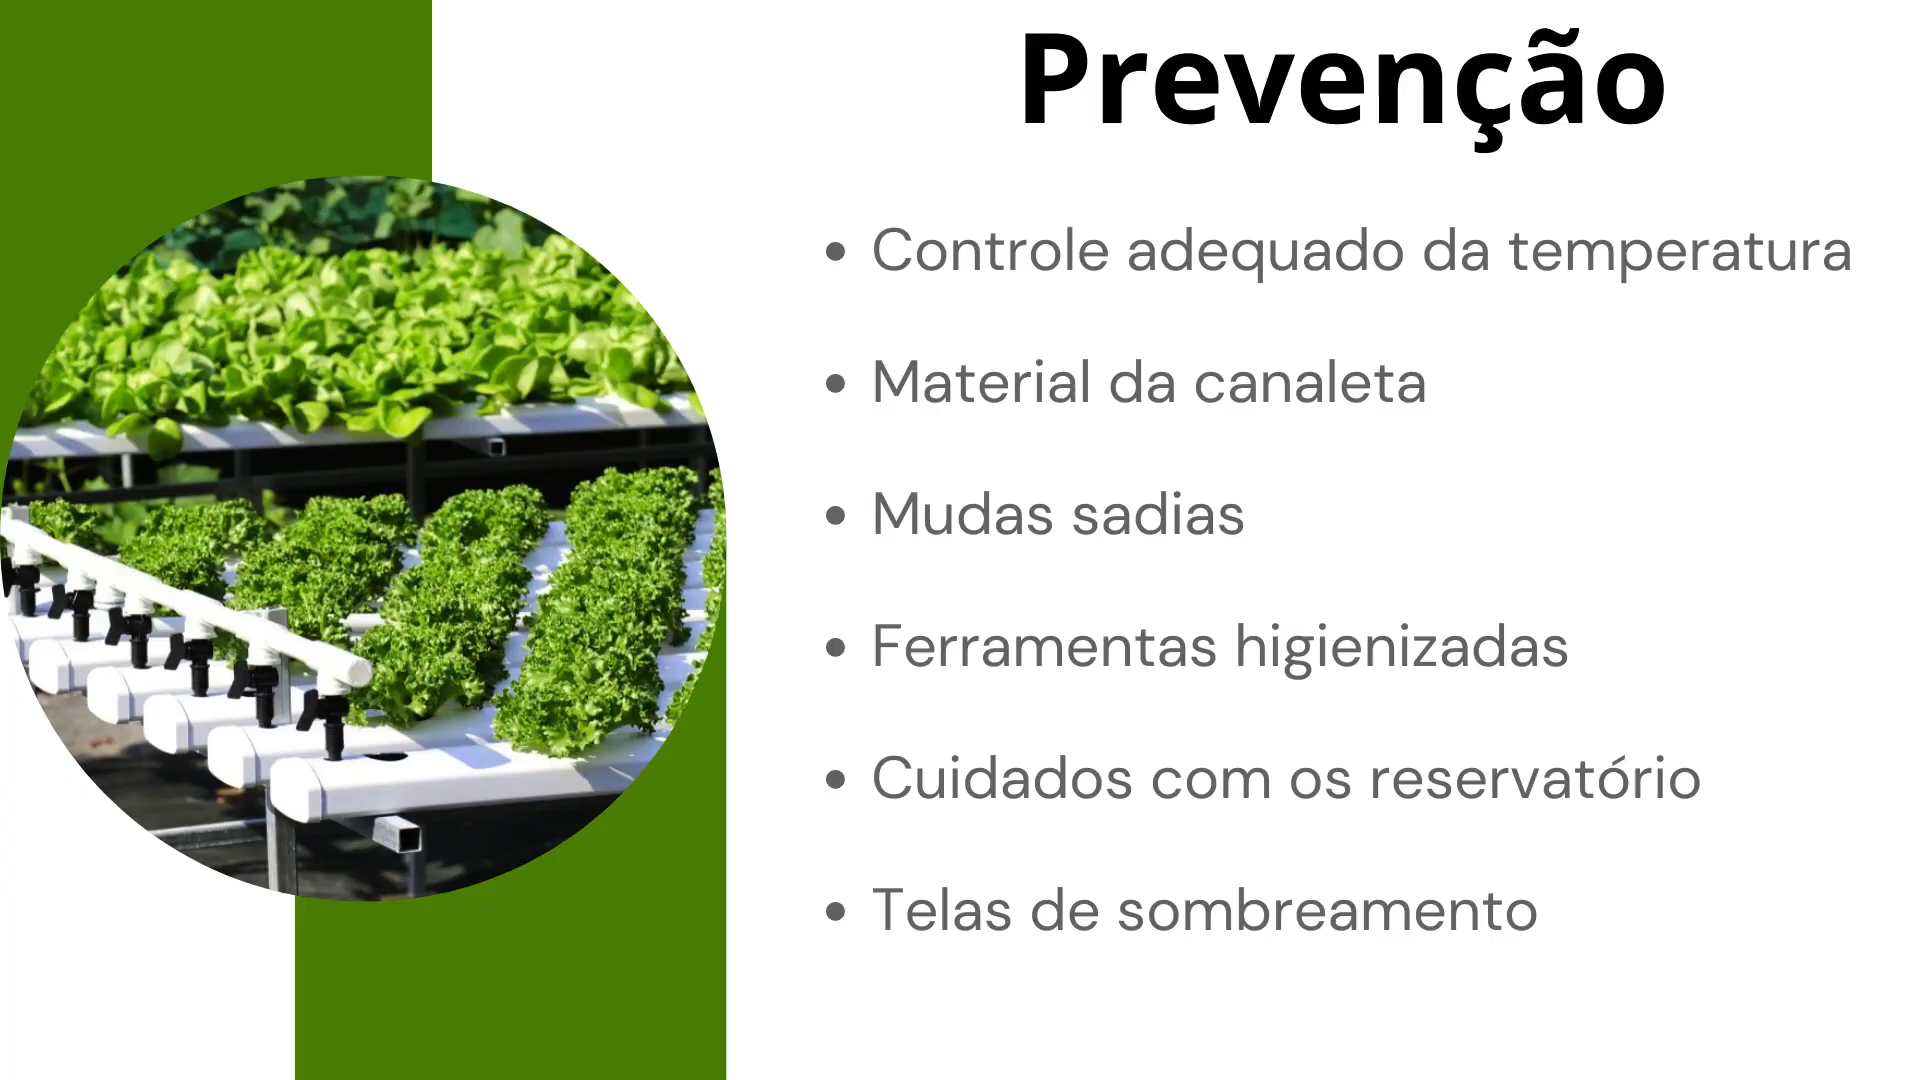 Prevenção
• Controle adequado da temperatura
• Material da canaleta
• Mudas sadias
• Ferramentas higienizadas
• Cuidados com os reservatório
• Telas de sombreamento